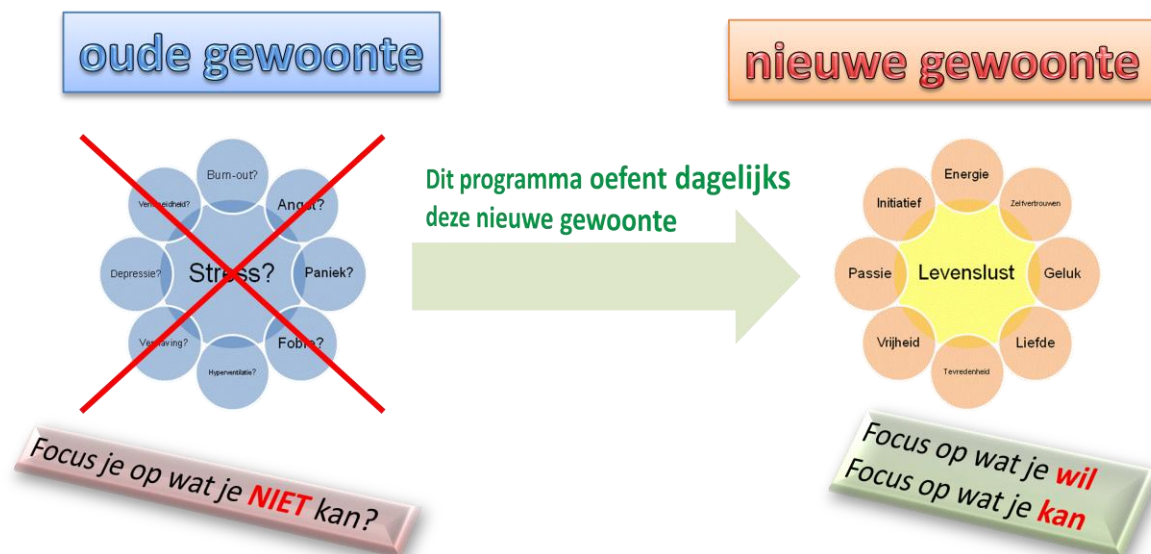 oude gewoonte
nieuwe gewoonte
Dit programma oefent dagelijks
deze nieuwe gewoonte
Burn-out?
Angst?
Paniek?
Fobie?
Hyperventilatie?
Verslaving?
Depressie?
Stress?
Energie
Zelfvertrouwen
Geluk
Liefde
Tevredenheid
Vrijheid
Passie
Initiatief
Levenslust
Focus je op wat je NIET kan?
Focus op wat je wil
Focus op wat je kan